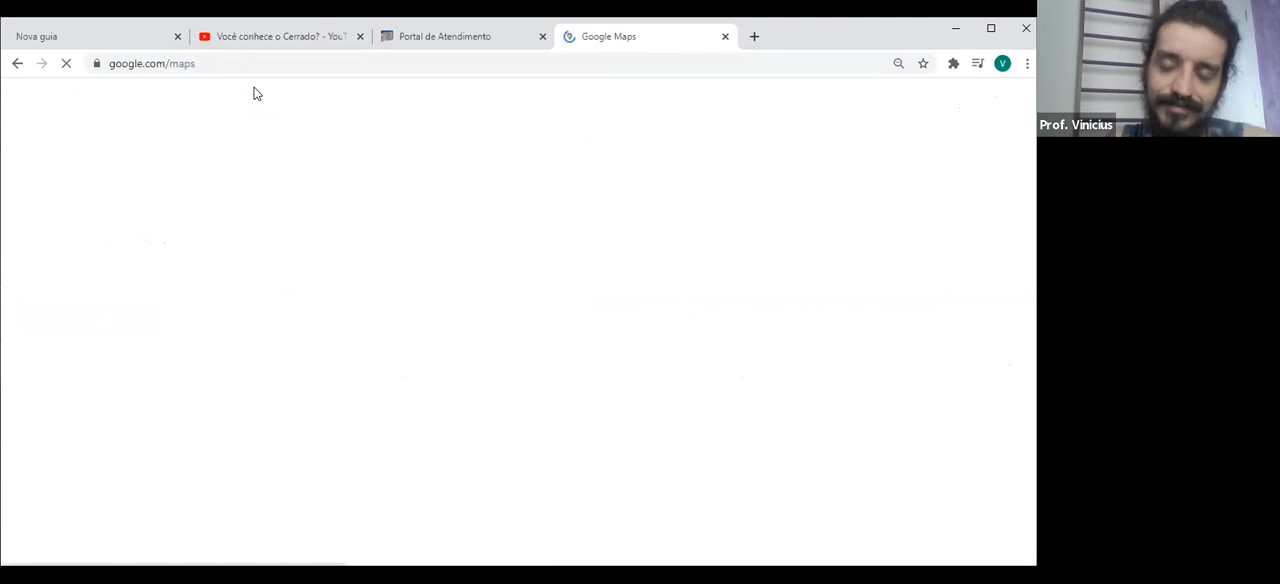 Nova guia
Você conhece o Cerrado? - YouT
Portal de Atendimento
Google Maps
google.com/maps
V
Prof. Vinicius